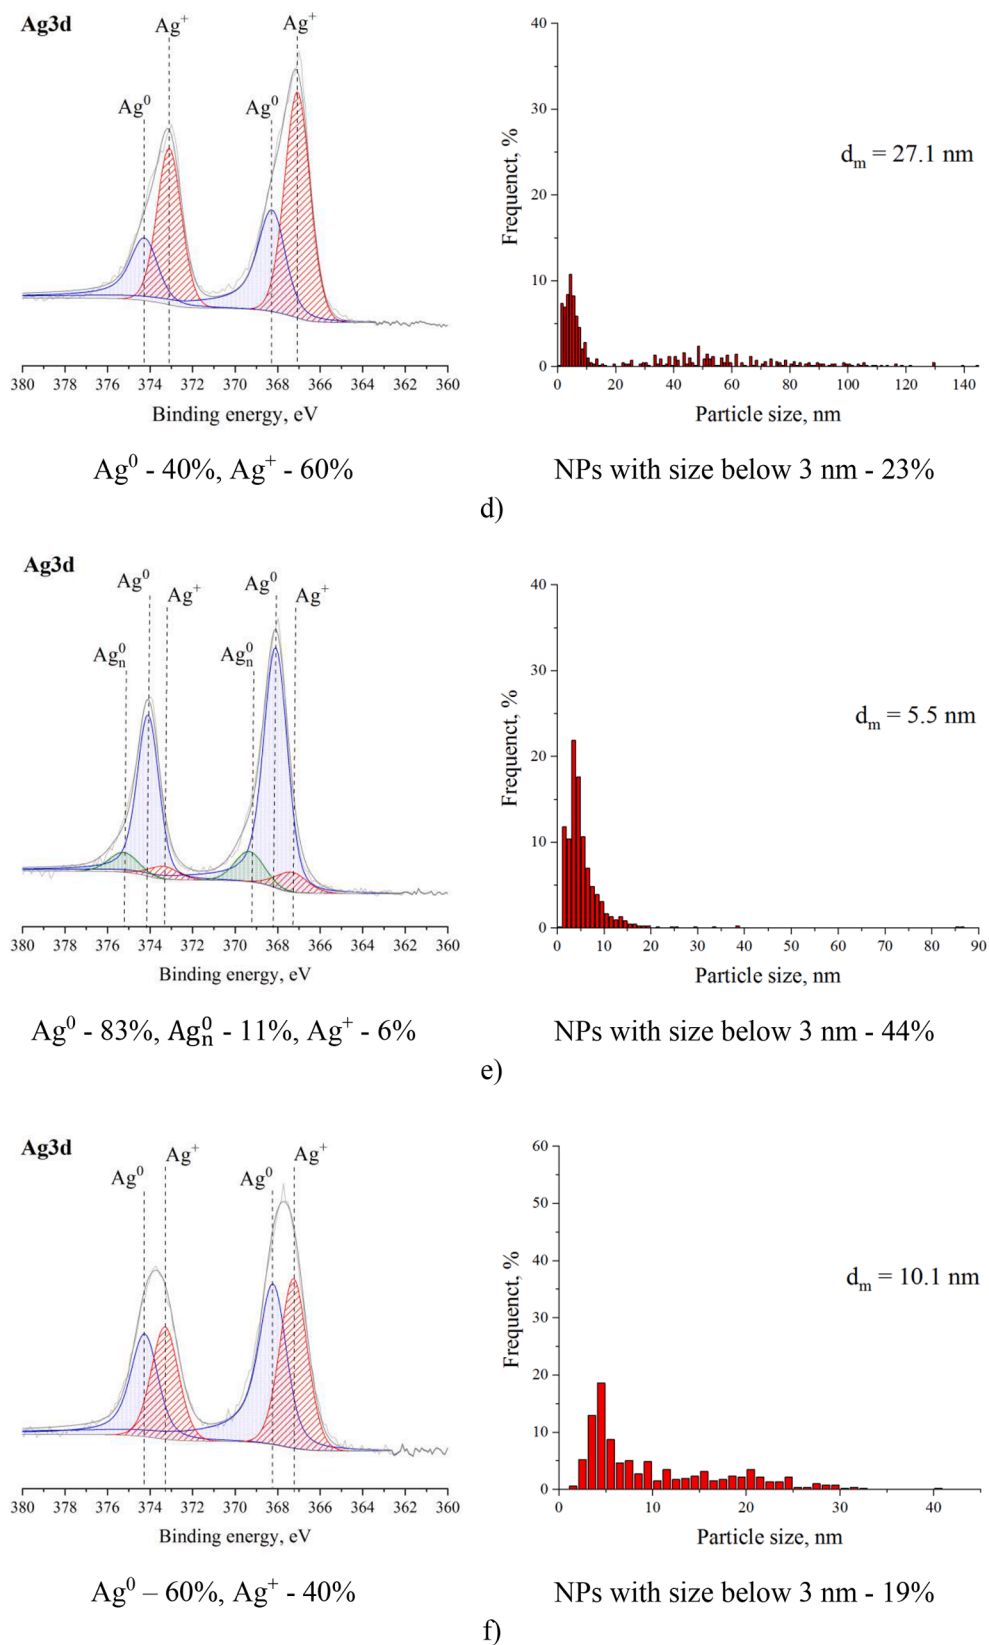 Ag3d
Ag⁺
Ag⁺
Ag⁰
Ag⁰
380 378 376 374 372 370 368 366 364 362 360
Binding energy, eV
40
30
20
10
0
Frequenct, %
dₘ = 27.1 nm
0 20 40 60 80 100 120 140
Particle size, nm
Ag⁰ - 40%, Ag⁺ - 60%
NPs with size below 3 nm - 23%
d)
Ag3d
Ag⁰
Ag⁺
Ag⁰
Ag⁺
Agₙ⁰
Agₙ⁰
380 378 376 374 372 370 368 366 364 362 360
Binding energy, eV
40
30
20
10
0
Frequenct, %
dₘ = 5.5 nm
0 10 20 30 40 50 60 70 80 90
Particle size, nm
Ag⁰ - 83%, Agₙ⁰ - 11%, Ag⁺ - 6%
NPs with size below 3 nm - 44%
e)
Ag3d
Ag⁺
Ag⁺
Ag⁰
Ag⁰
380 378 376 374 372 370 368 366 364 362 360
Binding energy, eV
60
50
40
30
20
10
0
Frequenct, %
dₘ = 10.1 nm
0 10 20 30 40
Particle size, nm
Ag⁰ – 60%, Ag⁺ - 40%
NPs with size below 3 nm - 19%
f)